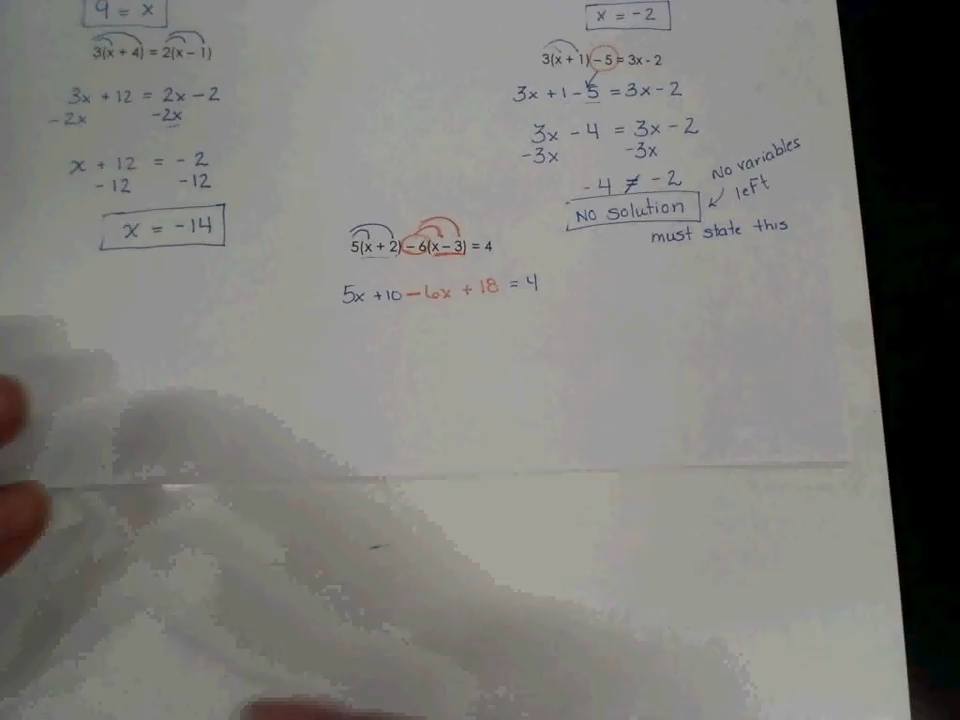 9 = x
3(x + 4) = 2(x − 1)
3x + 12 = 2x − 2
−2x −2x
x + 12 = − 2
− 12 −12
x = −14
5(x + 2) − 6(x − 3) = 4
5x + 10 − 6x + 18 = 4
x = −2
3(x + 1) − 5 = 3x - 2
3x + 1 − 5 = 3x − 2
3x − 4 = 3x − 2
−3x −3x
−4 ≠ −2
No solution
No variables
left
must state this